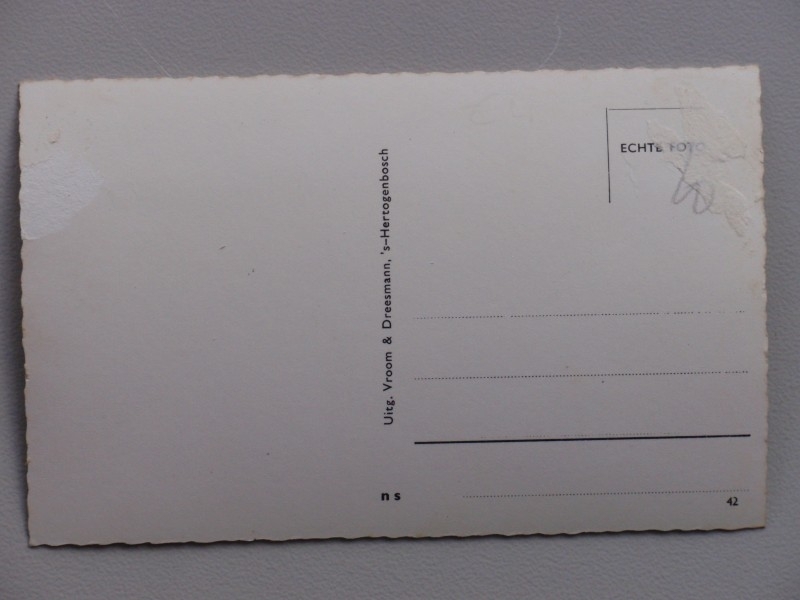 ECHTE FOTO
Uitg. Vroom & Dreesmann, 's-Hertogenbosch
n s
42